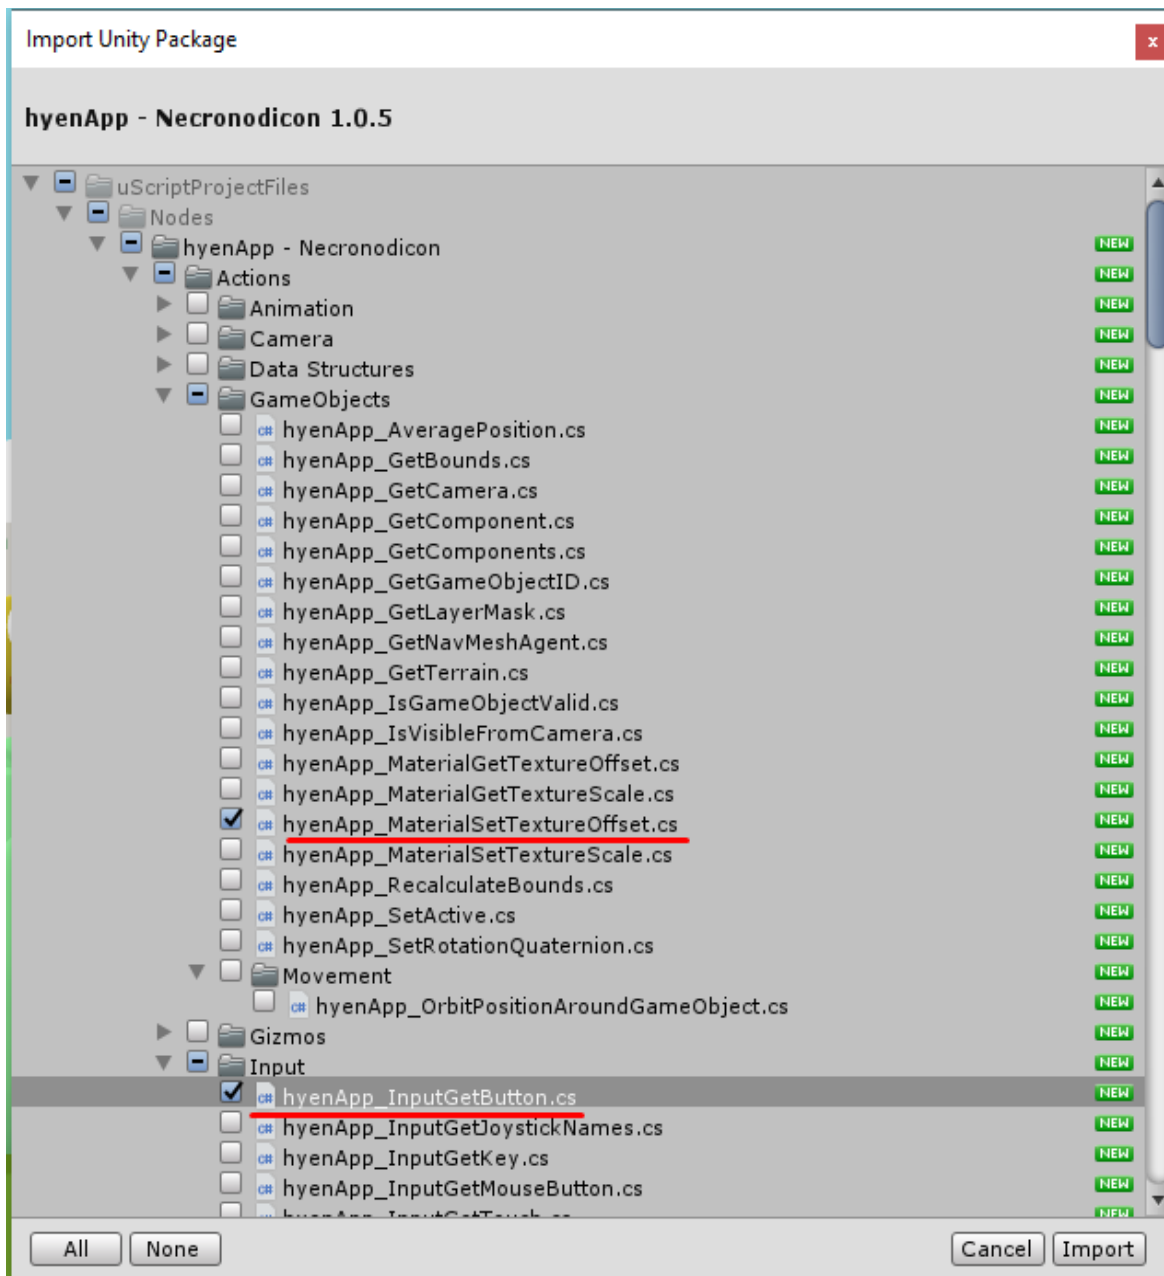 Import Unity Package
x
hyenApp - Necronodicon 1.0.5
uScriptProjectFiles
Nodes
hyenApp - Necronodicon NEW
Actions NEW
Animation NEW
Camera NEW
Data Structures NEW
GameObjects NEW
c# hyenApp_AveragePosition.cs NEW
c# hyenApp_GetBounds.cs NEW
c# hyenApp_GetCamera.cs NEW
c# hyenApp_GetComponent.cs NEW
c# hyenApp_GetComponents.cs NEW
c# hyenApp_GetGameObjectID.cs NEW
c# hyenApp_GetLayerMask.cs NEW
c# hyenApp_GetNavMeshAgent.cs NEW
c# hyenApp_GetTerrain.cs NEW
c# hyenApp_IsGameObjectValid.cs NEW
c# hyenApp_IsVisibleFromCamera.cs NEW
c# hyenApp_MaterialGetTextureOffset.cs NEW
c# hyenApp_MaterialGetTextureScale.cs NEW
c# hyenApp_MaterialSetTextureOffset.cs NEW
c# hyenApp_MaterialSetTextureScale.cs NEW
c# hyenApp_RecalculateBounds.cs NEW
c# hyenApp_SetActive.cs NEW
c# hyenApp_SetRotationQuaternion.cs NEW
Movement NEW
c# hyenApp_OrbitPositionAroundGameObject.cs NEW
Gizmos NEW
Input NEW
c# hyenApp_InputGetButton.cs NEW
c# hyenApp_InputGetJoystickNames.cs NEW
c# hyenApp_InputGetKey.cs NEW
c# hyenApp_InputGetMouseButton.cs NEW
c# hyenApp_InputGetTouch.cs NEW
All None Cancel Import